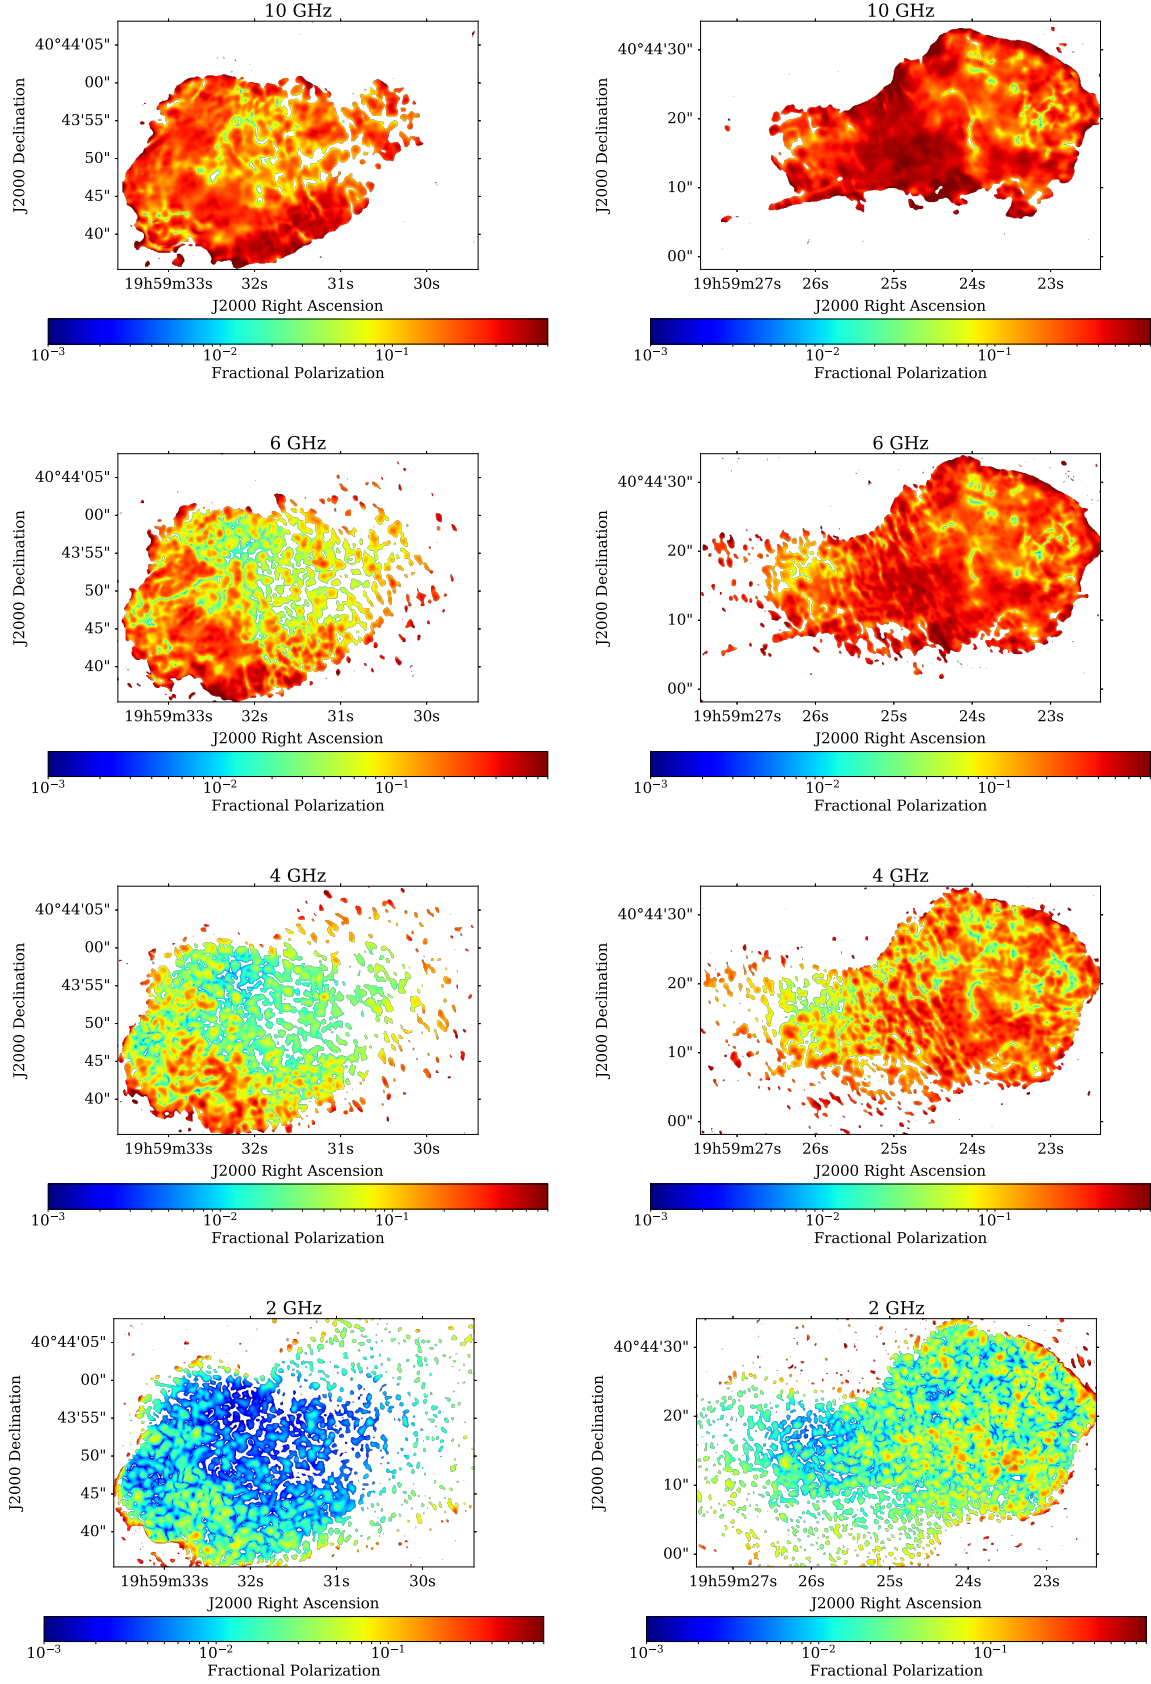 10 GHz
10 GHz
J2000 Declination
40°44'05"
00"
43'55"
50"
45"
40"
19h59m33s 32s 31s 30s
J2000 Right Ascension
10⁻³ 10⁻² 10⁻¹
Fractional Polarization
J2000 Declination
40°44'30"
20"
10"
00"
19h59m27s 26s 25s 24s 23s
J2000 Right Ascension
10⁻³ 10⁻² 10⁻¹
Fractional Polarization
6 GHz
6 GHz
J2000 Declination
40°44'05"
00"
43'55"
50"
45"
40"
19h59m33s 32s 31s 30s
J2000 Right Ascension
10⁻³ 10⁻² 10⁻¹
Fractional Polarization
J2000 Declination
40°44'30"
20"
10"
00"
19h59m27s 26s 25s 24s 23s
J2000 Right Ascension
10⁻³ 10⁻² 10⁻¹
Fractional Polarization
4 GHz
4 GHz
J2000 Declination
40°44'05"
00"
43'55"
50"
45"
40"
19h59m33s 32s 31s 30s
J2000 Right Ascension
10⁻³ 10⁻² 10⁻¹
Fractional Polarization
J2000 Declination
40°44'30"
20"
10"
00"
19h59m27s 26s 25s 24s 23s
J2000 Right Ascension
10⁻³ 10⁻² 10⁻¹
Fractional Polarization
2 GHz
2 GHz
J2000 Declination
40°44'05"
00"
43'55"
50"
45"
40"
19h59m33s 32s 31s 30s
J2000 Right Ascension
10⁻³ 10⁻² 10⁻¹
Fractional Polarization
J2000 Declination
40°44'30"
20"
10"
00"
19h59m27s 26s 25s 24s 23s
J2000 Right Ascension
10⁻³ 10⁻² 10⁻¹
Fractional Polarization